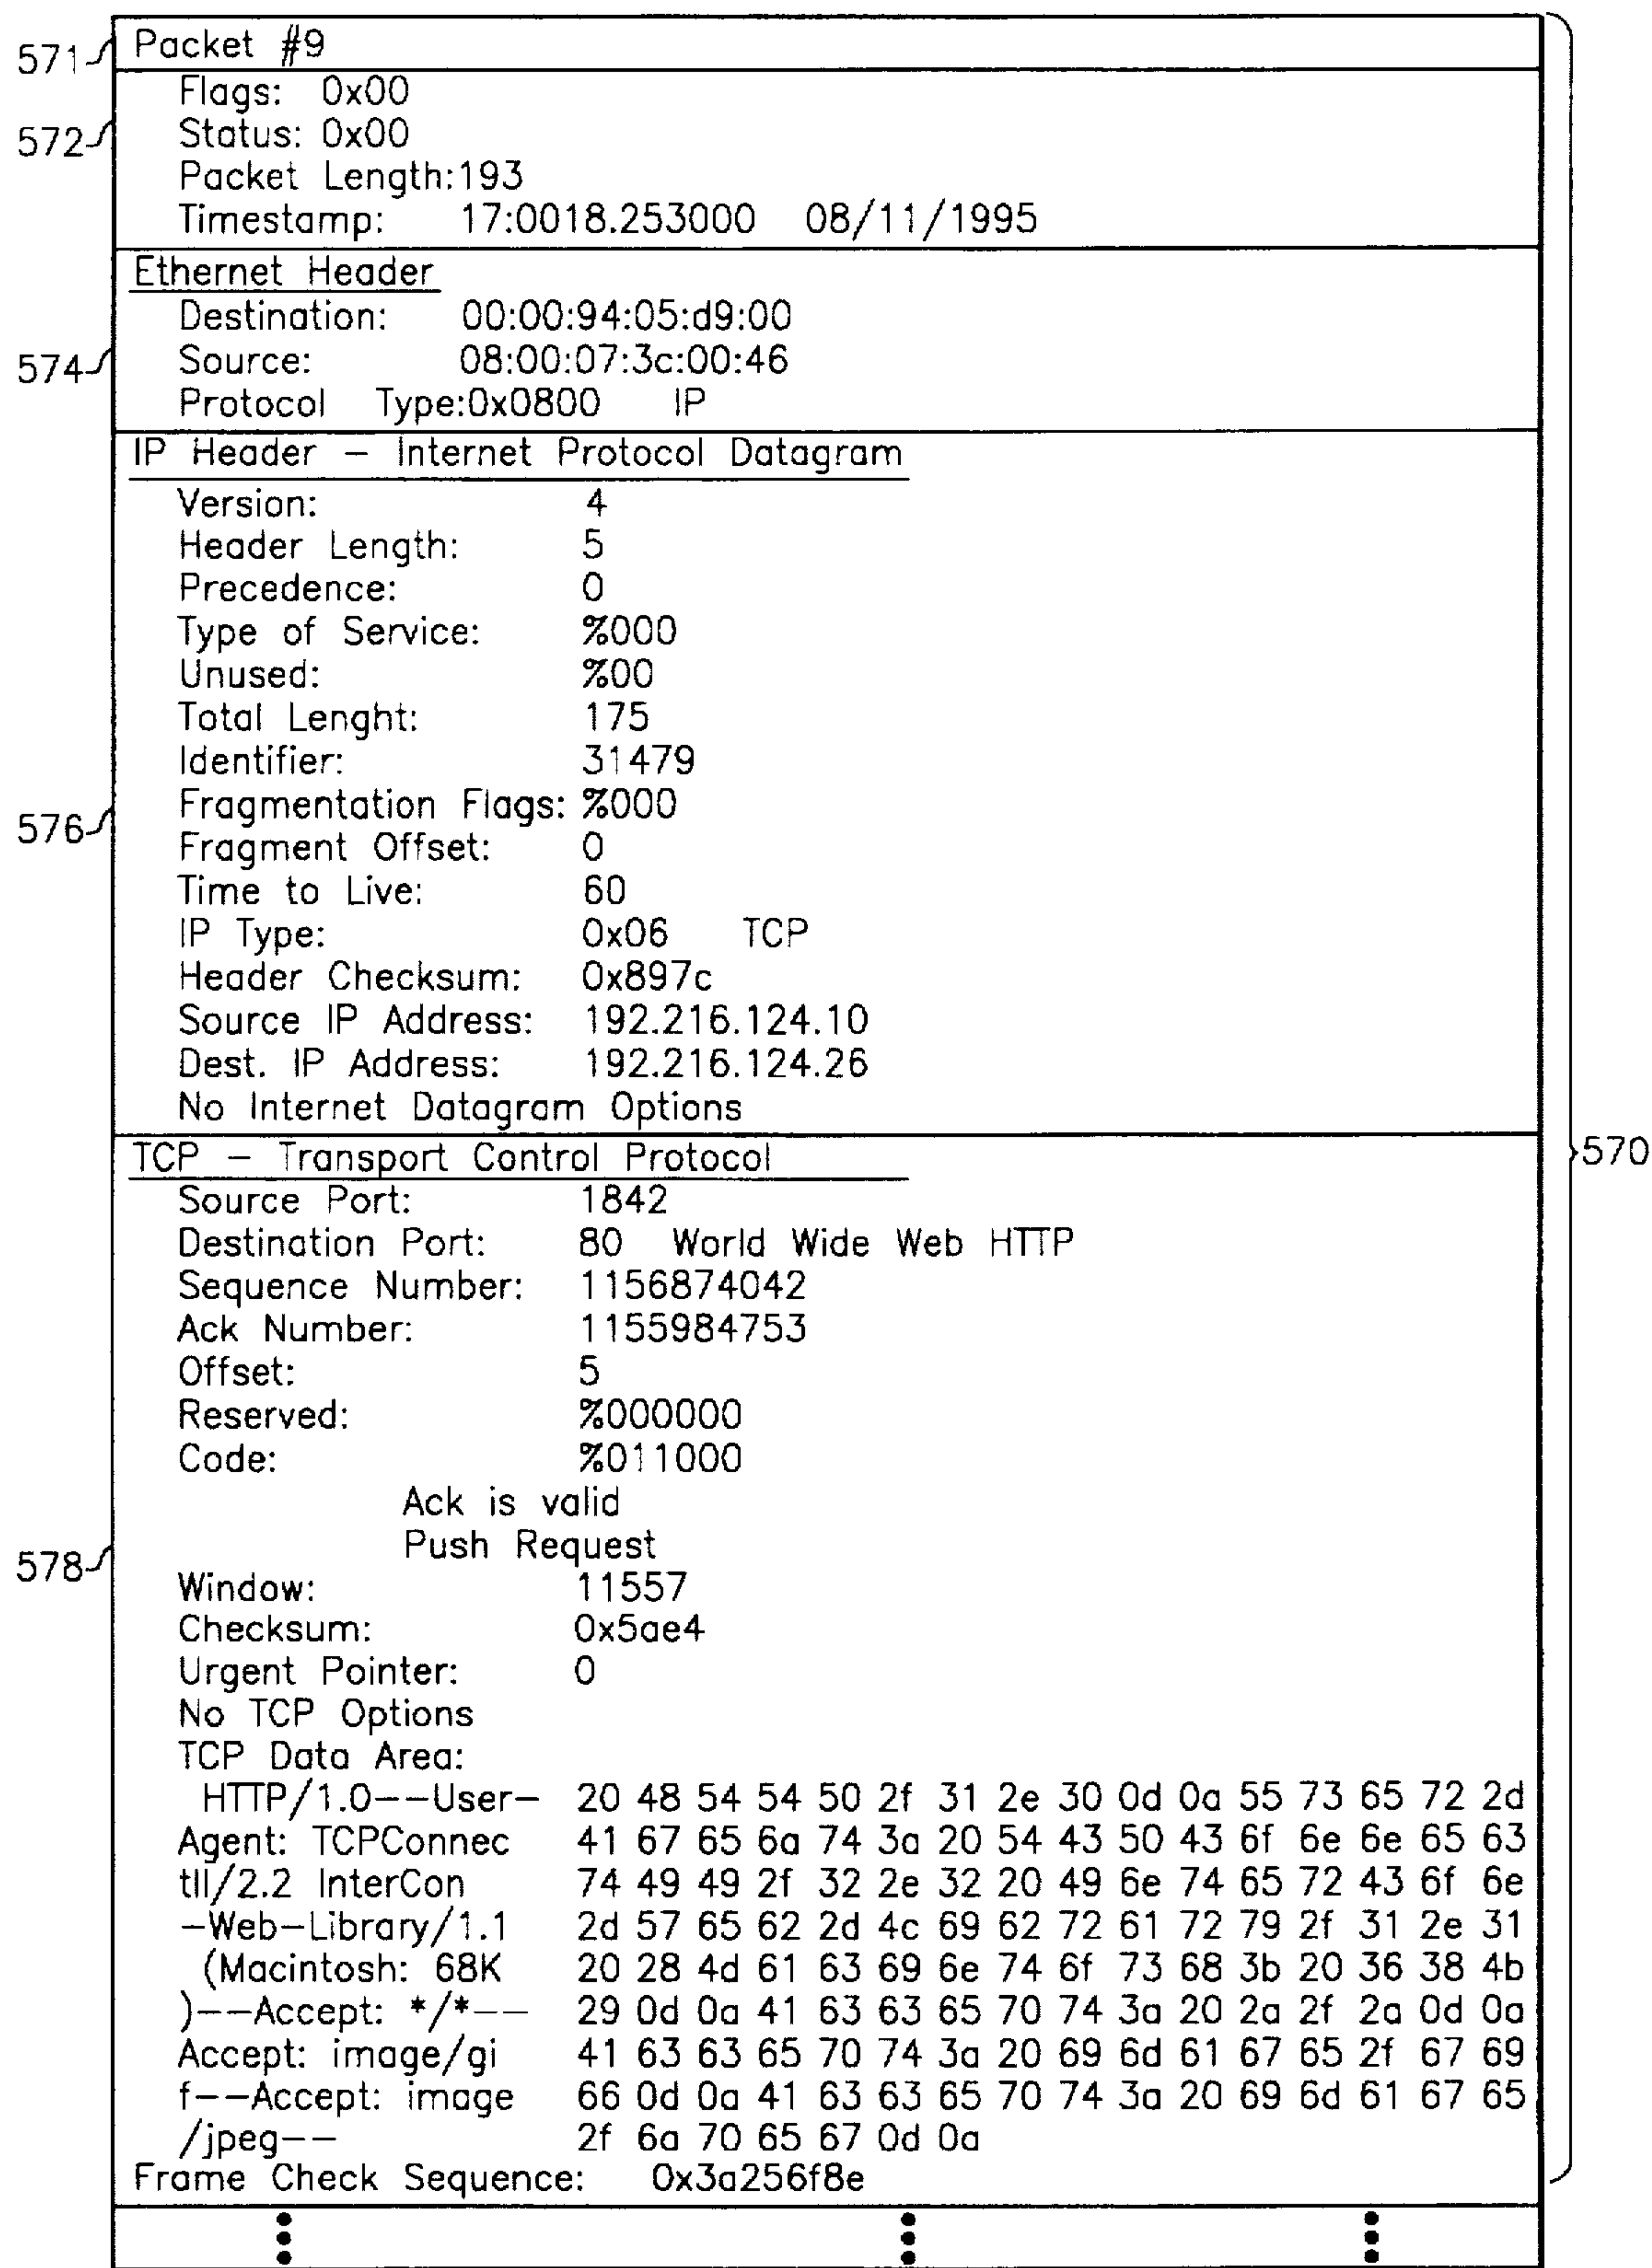 571 Packet #9
Flags: 0x00
572 Status: 0x00
Packet Length:193
Timestamp: 17:0018.253000 08/11/1995
Ethernet Header
Destination: 00:00:94:05:d9:00
574 Source: 08:00:07:3c:00:46
Protocol Type:0x0800 IP
IP Header – Internet Protocol Datagram
Version: 4
Header Length: 5
Precedence: 0
Type of Service: %000
Unused: %00
Total Lenght: 175
Identifier: 31479
576 Fragmentation Flags: %000
Fragment Offset: 0
Time to Live: 60
IP Type: 0x06 TCP
Header Checksum: 0x897c
Source IP Address: 192.216.124.10
Dest. IP Address: 192.216.124.26
No Internet Datagram Options
TCP – Transport Control Protocol 570
Source Port: 1842
Destination Port: 80 World Wide Web HTTP
Sequence Number: 1156874042
Ack Number: 1155984753
Offset: 5
Reserved: %000000
Code: %011000
Ack is valid
Push Request
578 Window: 11557
Checksum: 0x5ae4
Urgent Pointer: 0
No TCP Options
TCP Data Area:
HTTP/1.0––User– 20 48 54 54 50 2f 31 2e 30 0d 0a 55 73 65 72 2d
Agent: TCPConnec 41 67 65 6a 74 3a 20 54 43 50 43 6f 6e 6e 65 63
tII/2.2 InterCon 74 49 49 2f 32 2e 32 20 49 6e 74 65 72 43 6f 6e
–Web–Library/1.1 2d 57 65 62 2d 4c 69 62 72 61 72 79 2f 31 2e 31
(Macintosh: 68K 20 28 4d 61 63 69 6e 74 6f 73 68 3b 20 36 38 4b
)––Accept: */*–– 29 0d 0a 41 63 63 65 70 74 3a 20 2a 2f 2a 0d 0a
Accept: image/gi 41 63 63 65 70 74 3a 20 69 6d 61 67 65 2f 67 69
f––Accept: image 66 0d 0a 41 63 63 65 70 74 3a 20 69 6d 61 67 65
/jpeg–– 2f 6a 70 65 67 0d 0a
Frame Check Sequence: 0x3a256f8e